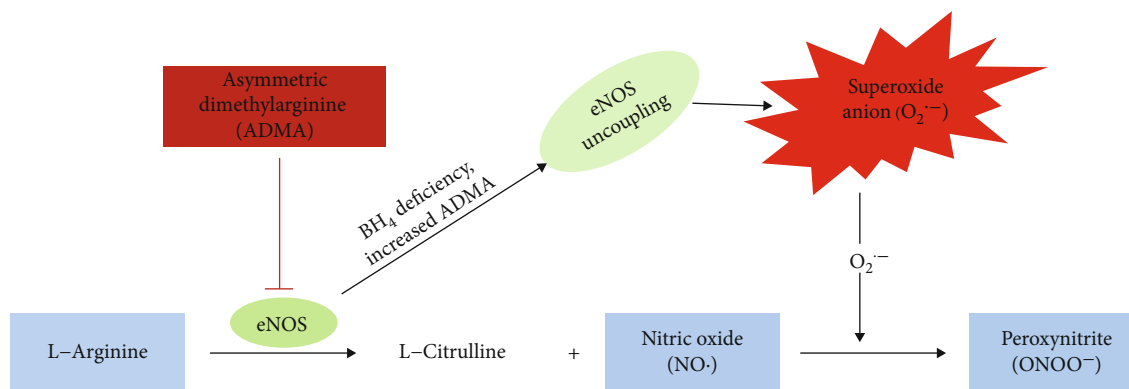 Asymmetric
dimethylarginine
(ADMA)
eNOS
uncoupling
Superoxide
anion (O₂·−)
BH₄ deficiency,
increased ADMA
O₂·−
eNOS
L−Arginine
L−Citrulline
+
Nitric oxide
(NO·)
Peroxynitrite
(ONOO−)